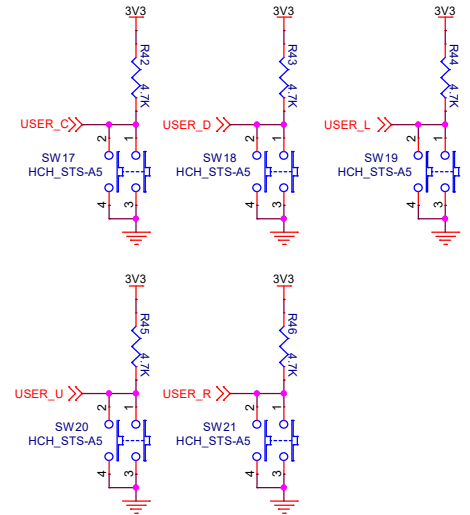 3V3
R42
4.7K
USER_C
2
1
SW17
HCH_STS-A5
4
3
3V3
R43
4.7K
USER_D
2
1
SW18
HCH_STS-A5
4
3
3V3
R44
4.7K
USER_L
2
1
SW19
HCH_STS-A5
4
3
3V3
R45
4.7K
USER_U
2
1
SW20
HCH_STS-A5
4
3
3V3
R46
4.7K
USER_R
2
1
SW21
HCH_STS-A5
4
3